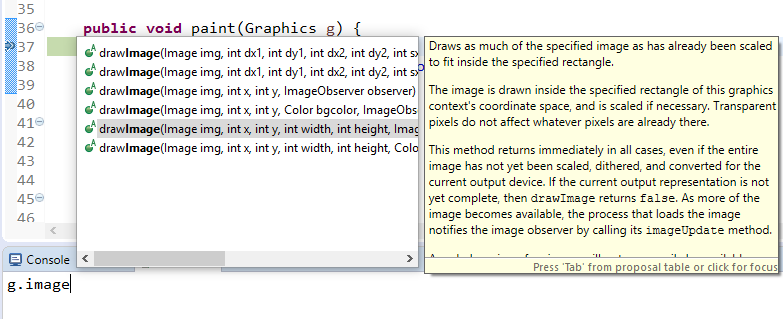 35
36 public void paint(Graphics g) {
37
38
39
40
41
42
43
44
45
46
drawImage(Image img, int dx1, int dy1, int dx2, int dy2, int sx
drawImage(Image img, int dx1, int dy1, int dx2, int dy2, int sx
drawImage(Image img, int x, int y, ImageObserver observer)
drawImage(Image img, int x, int y, Color bgcolor, ImageObs
drawImage(Image img, int x, int y, int width, int height, Imag
drawImage(Image img, int x, int y, int width, int height, Colo
Draws as much of the specified image as has already been scaled
to fit inside the specified rectangle.
The image is drawn inside the specified rectangle of this graphics
context's coordinate space, and is scaled if necessary. Transparent
pixels do not affect whatever pixels are already there.
This method returns immediately in all cases, even if the entire
image has not yet been scaled, dithered, and converted for the
current output device. If the current output representation is not
yet complete, then drawImage returns false. As more of the
image becomes available, the process that loads the image
notifies the image observer by calling its imageUpdate method.
Press 'Tab' from proposal table or click for focus
Console
g.image